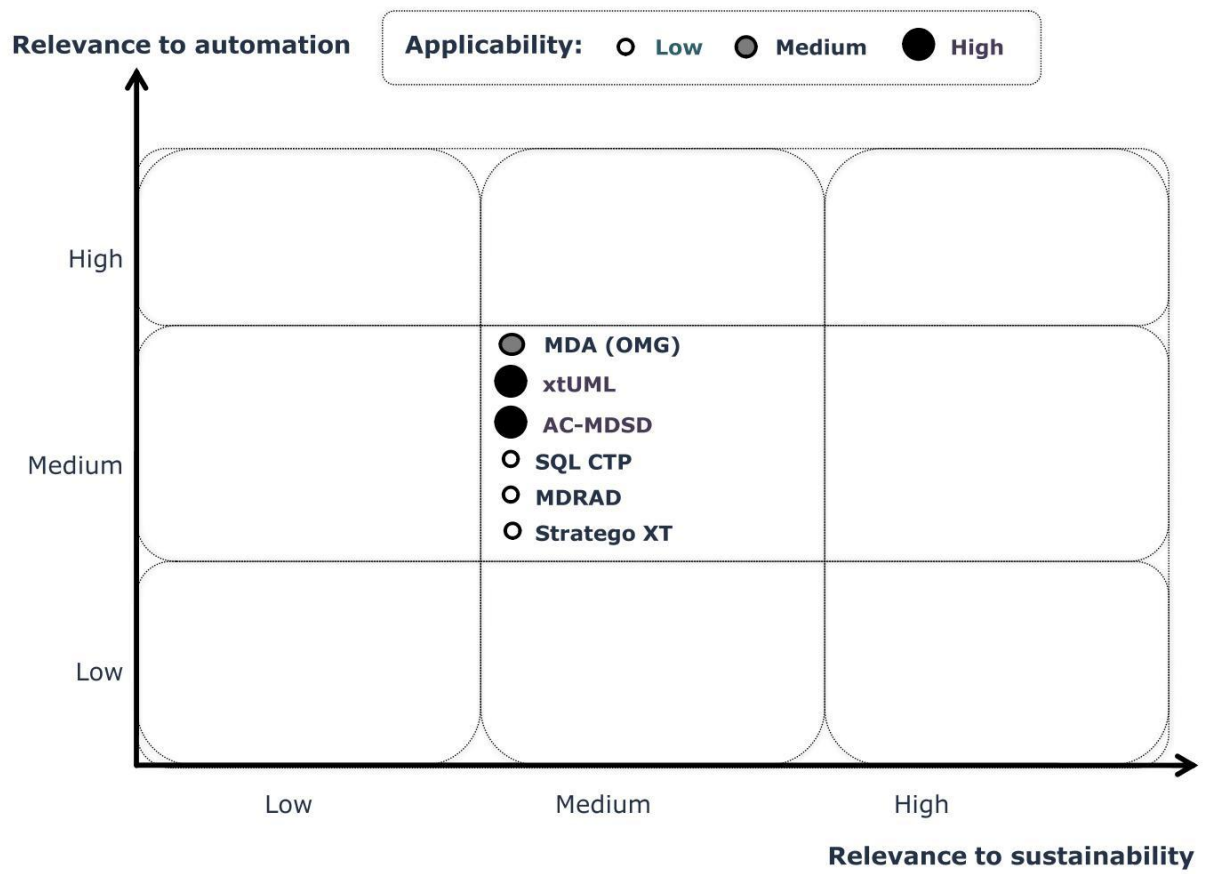 Relevance to automation
Applicability: Low Medium High
High
MDA (OMG)
xtUML
AC-MDSD
Medium
SQL CTP
MDRAD
Stratego XT
Low
Low Medium High
Relevance to sustainability